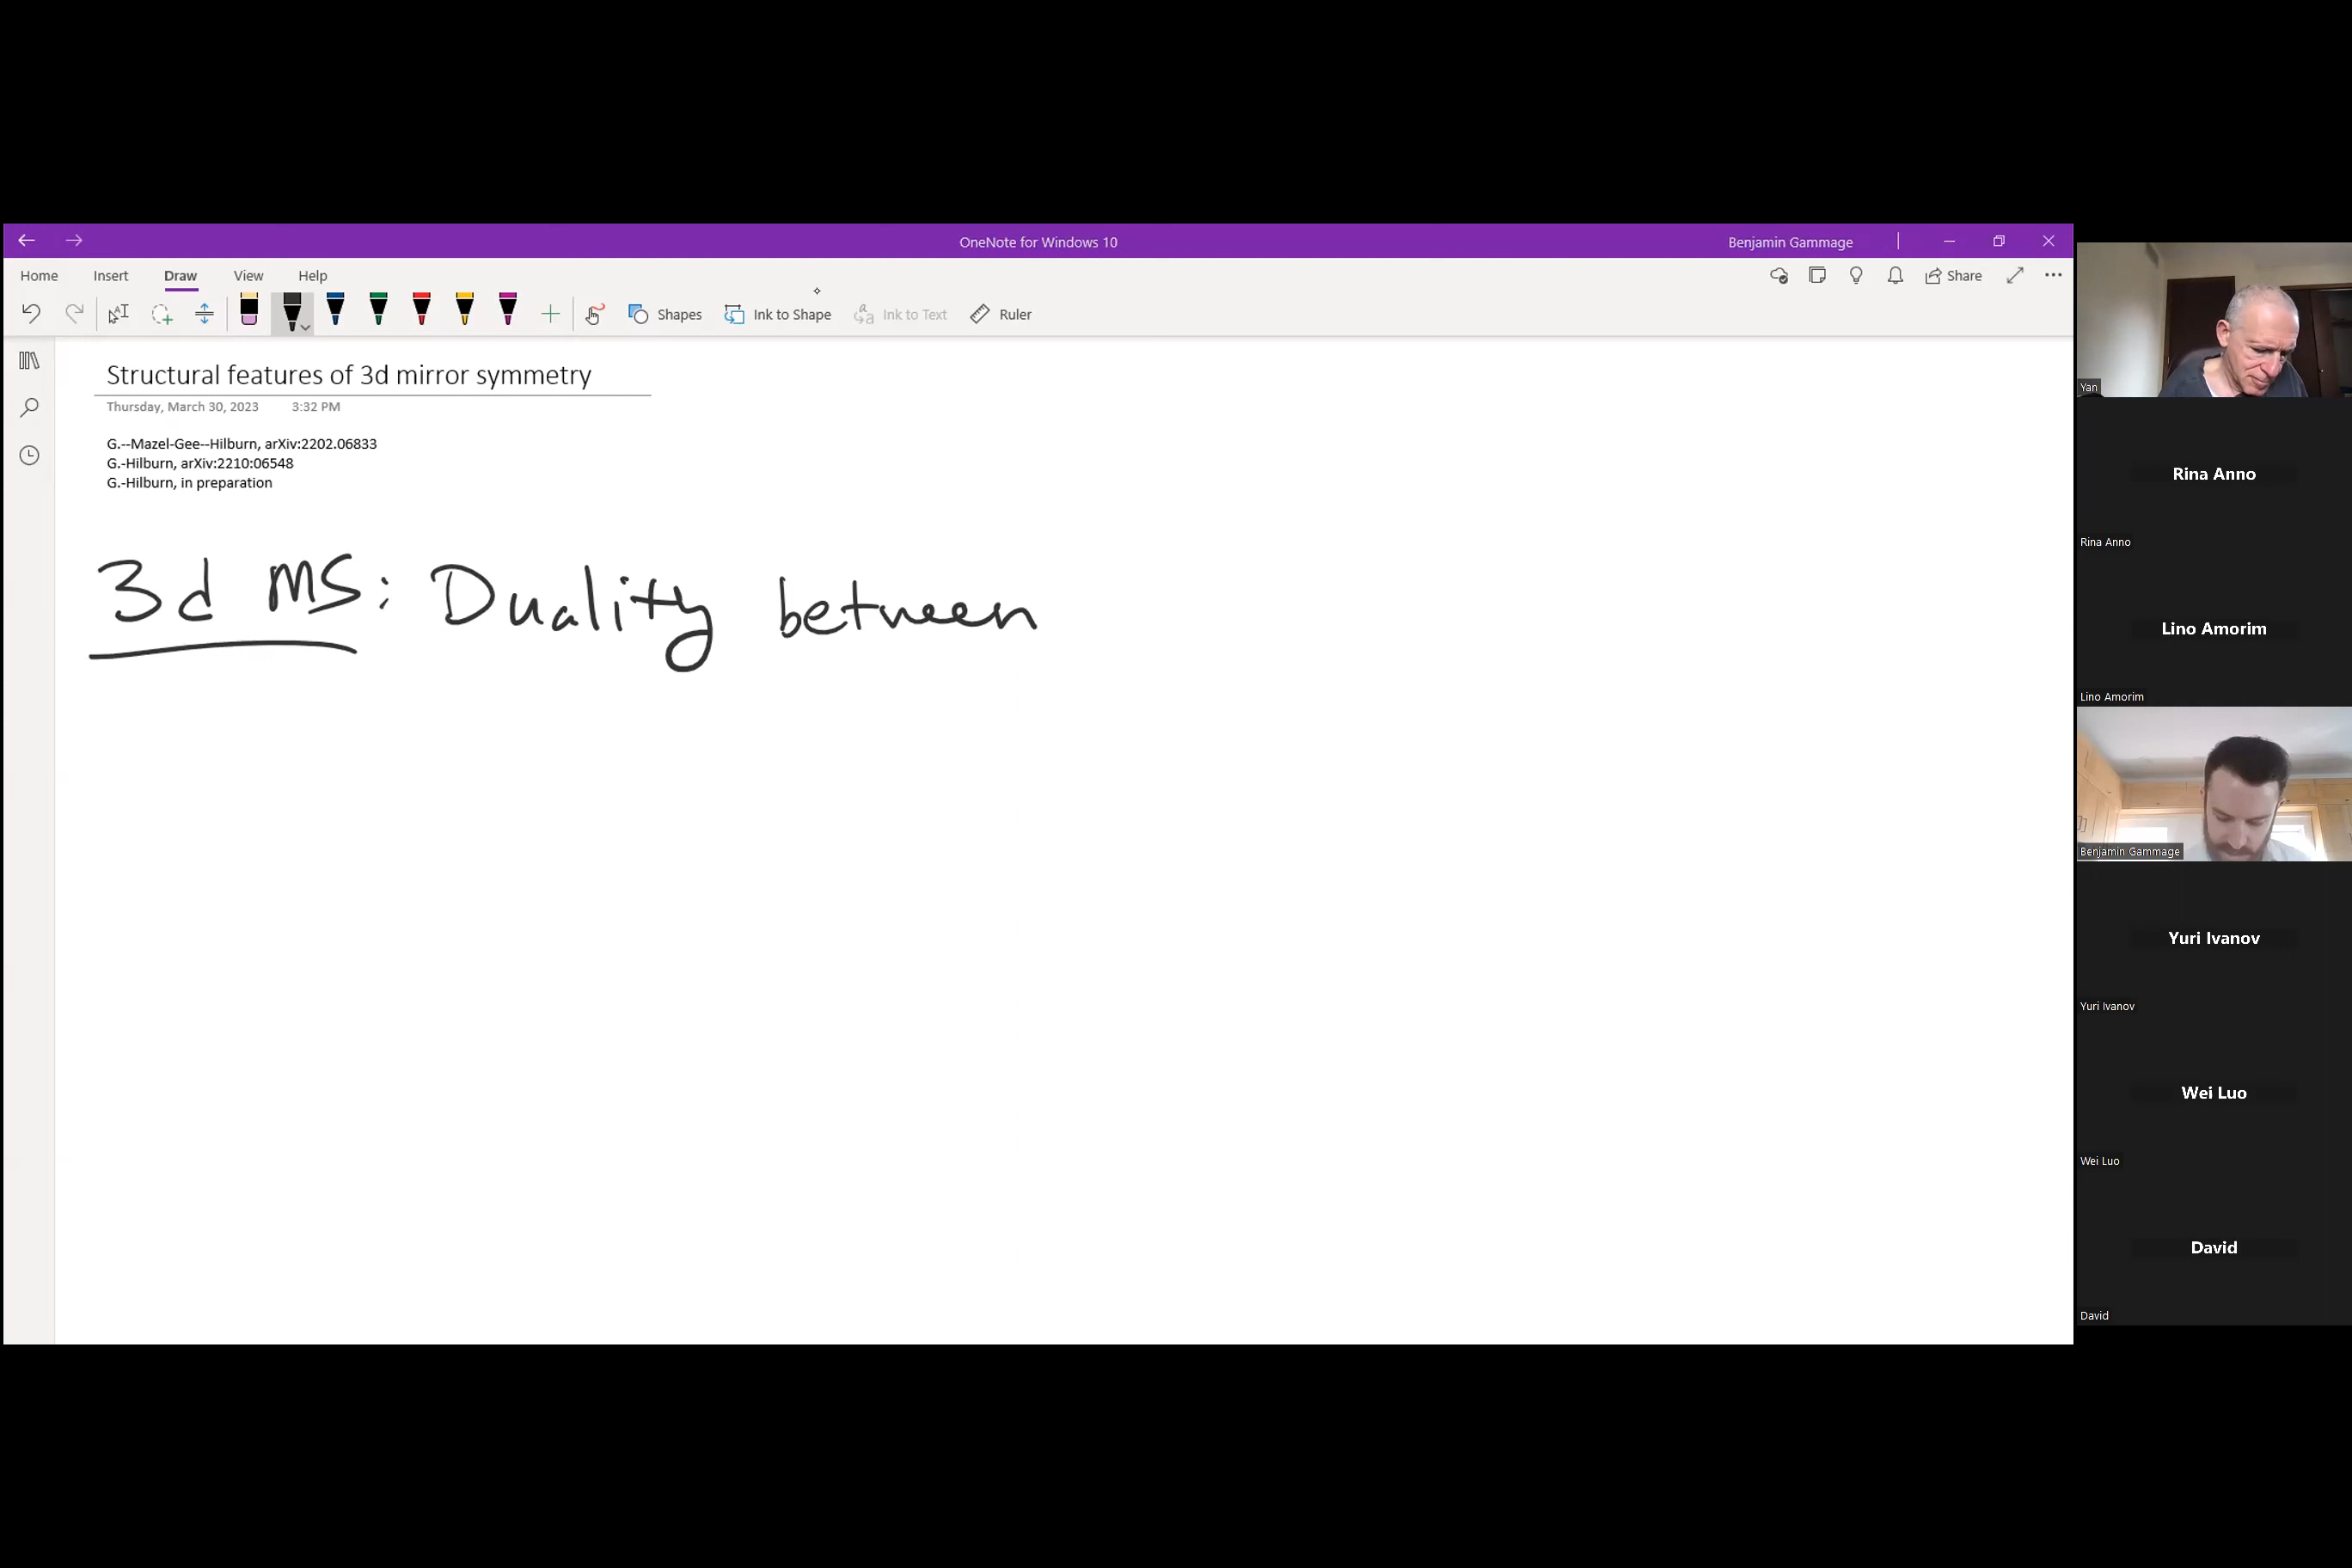 OneNote for Windows 10
Benjamin Gammage
Home Insert Draw View Help
Share
Shapes Ink to Shape Ink to Text Ruler
Structural features of 3d mirror symmetry
Thursday, March 30, 2023 3:32 PM
G.--Mazel-Gee--Hilburn, arXiv:2202.06833
G.-Hilburn, arXiv:2210:06548
G.-Hilburn, in preparation
3d MS: Duality between
Yan
Rina Anno
Rina Anno
Lino Amorim
Lino Amorim
Benjamin Gammage
Yuri Ivanov
Yuri Ivanov
Wei Luo
Wei Luo
David
David